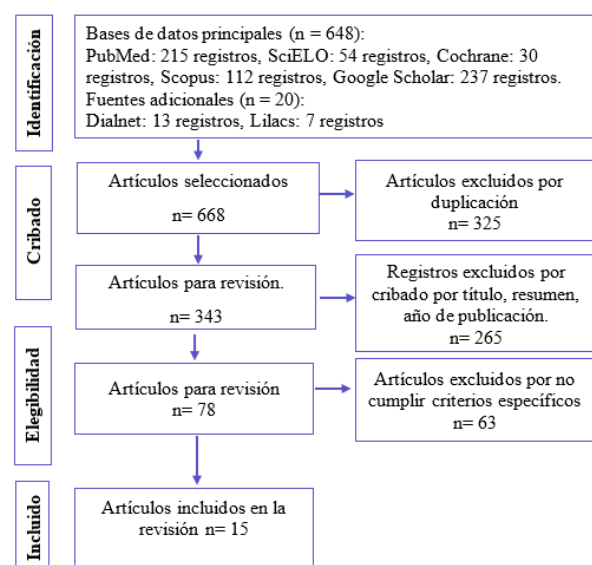 Identificación
Bases de datos principales (n = 648):
PubMed: 215 registros, SciELO: 54 registros, Cochrane: 30
registros, Scopus: 112 registros, Google Scholar: 237 registros.
Fuentes adicionales (n = 20):
Dialnet: 13 registros, Lilacs: 7 registros
Cribado
Artículos seleccionados
n= 668
Artículos excluidos por
duplicación
n= 325
Artículos para revisión.
n= 343
Registros excluidos por
cribado por título, resumen,
año de publicación.
n= 265
Elegibilidad
Artículos para revisión
n= 78
Artículos excluidos por no
cumplir criterios específicos
n= 63
Incluido
Artículos incluidos en la
revisión n= 15